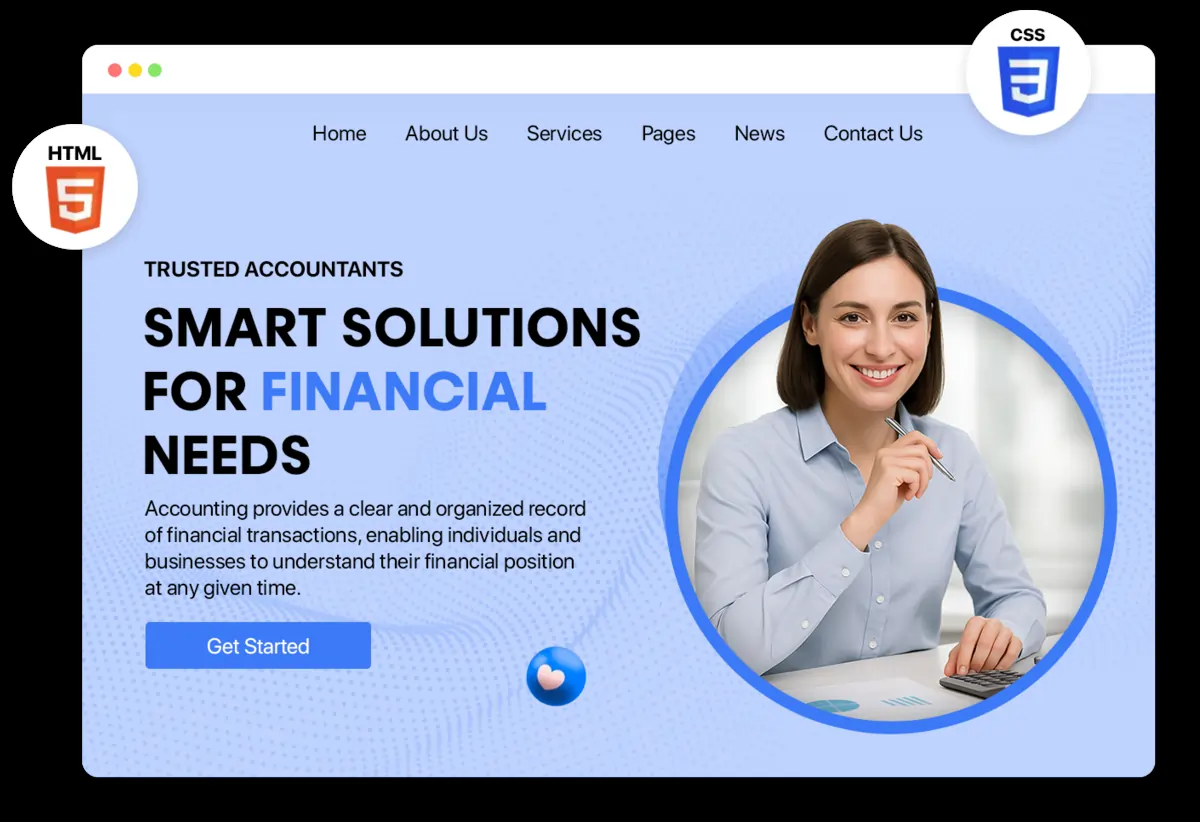 CSS
HTML
5
3
Home About Us Services Pages News Contact Us
TRUSTED ACCOUNTANTS
SMART SOLUTIONS
FOR FINANCIAL
NEEDS
Accounting provides a clear and organized record
of financial transactions, enabling individuals and
businesses to understand their financial position
at any given time.
Get Started